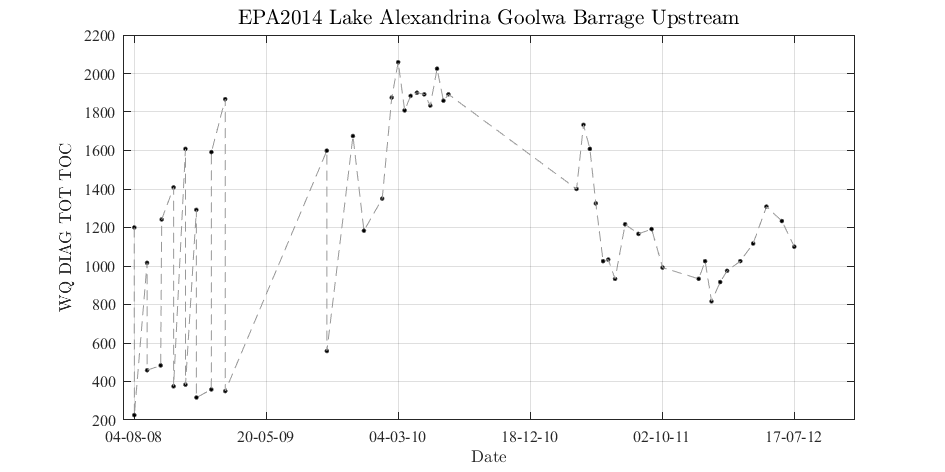 EPA2014 Lake Alexandrina Goolwa Barrage Upstream
2200
2000
1800
1600
1400
1200
1000
800
600
400
200
WQ DIAG TOT TOC
04-08-08 20-05-09 04-03-10 18-12-10 02-10-11 17-07-12
Date